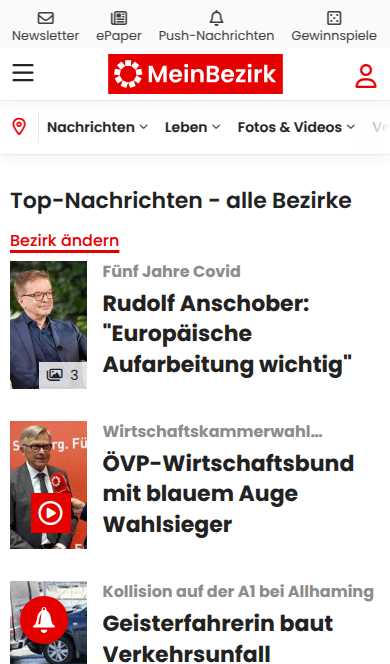 Newsletter
ePaper
Push-Nachrichten
Gewinnspiele
MeinBezirk
Nachrichten
Leben
Fotos & Videos
Top-Nachrichten - alle Bezirke
Bezirk ändern
Fünf Jahre Covid
Rudolf Anschober:
"Europäische
Aufarbeitung wichtig"
3
Wirtschaftskammerwahl...
ÖVP-Wirtschaftsbund
mit blauem Auge
Wahlsieger
Kollision auf der A1 bei Allhaming
Geisterfahrerin baut
Verkehrsunfall